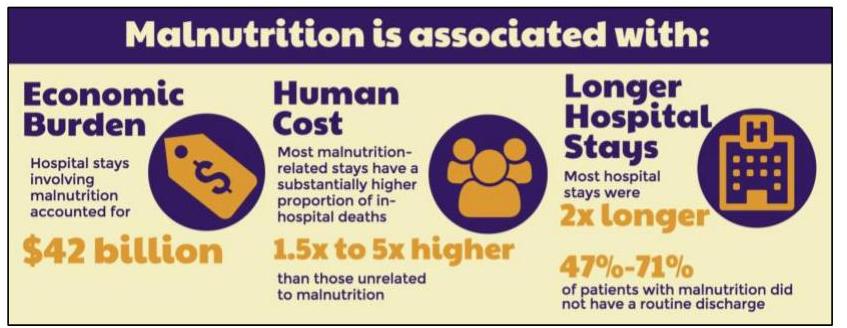 Malnutrition is associated with:
Economic
Burden
Hospital stays
involving
malnutrition
accounted for
$42 billion
$
Human
Cost
Most malnutrition-
related stays have a
substantially higher
proportion of in-
hospital deaths
1.5x to 5x higher
than those unrelated
to malnutrition
Longer
Hospital
Stays
Most hospital
stays were
2x longer
H
47%-71%
of patients with malnutrition did
not have a routine discharge